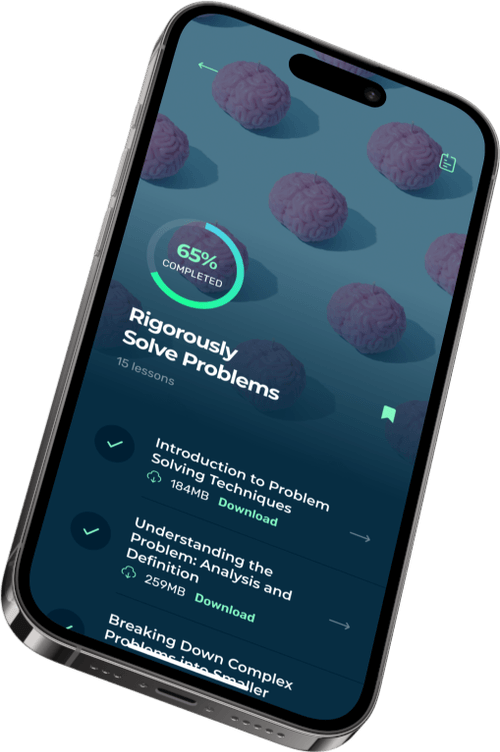 65%
COMPLETED
Rigorously
Solve Problems
15 lessons
Introduction to Problem
Solving Techniques
184MB Download
Understanding the
Problem: Analysis and
Definition
259MB Download
Breaking Down Complex
Problems into Smaller